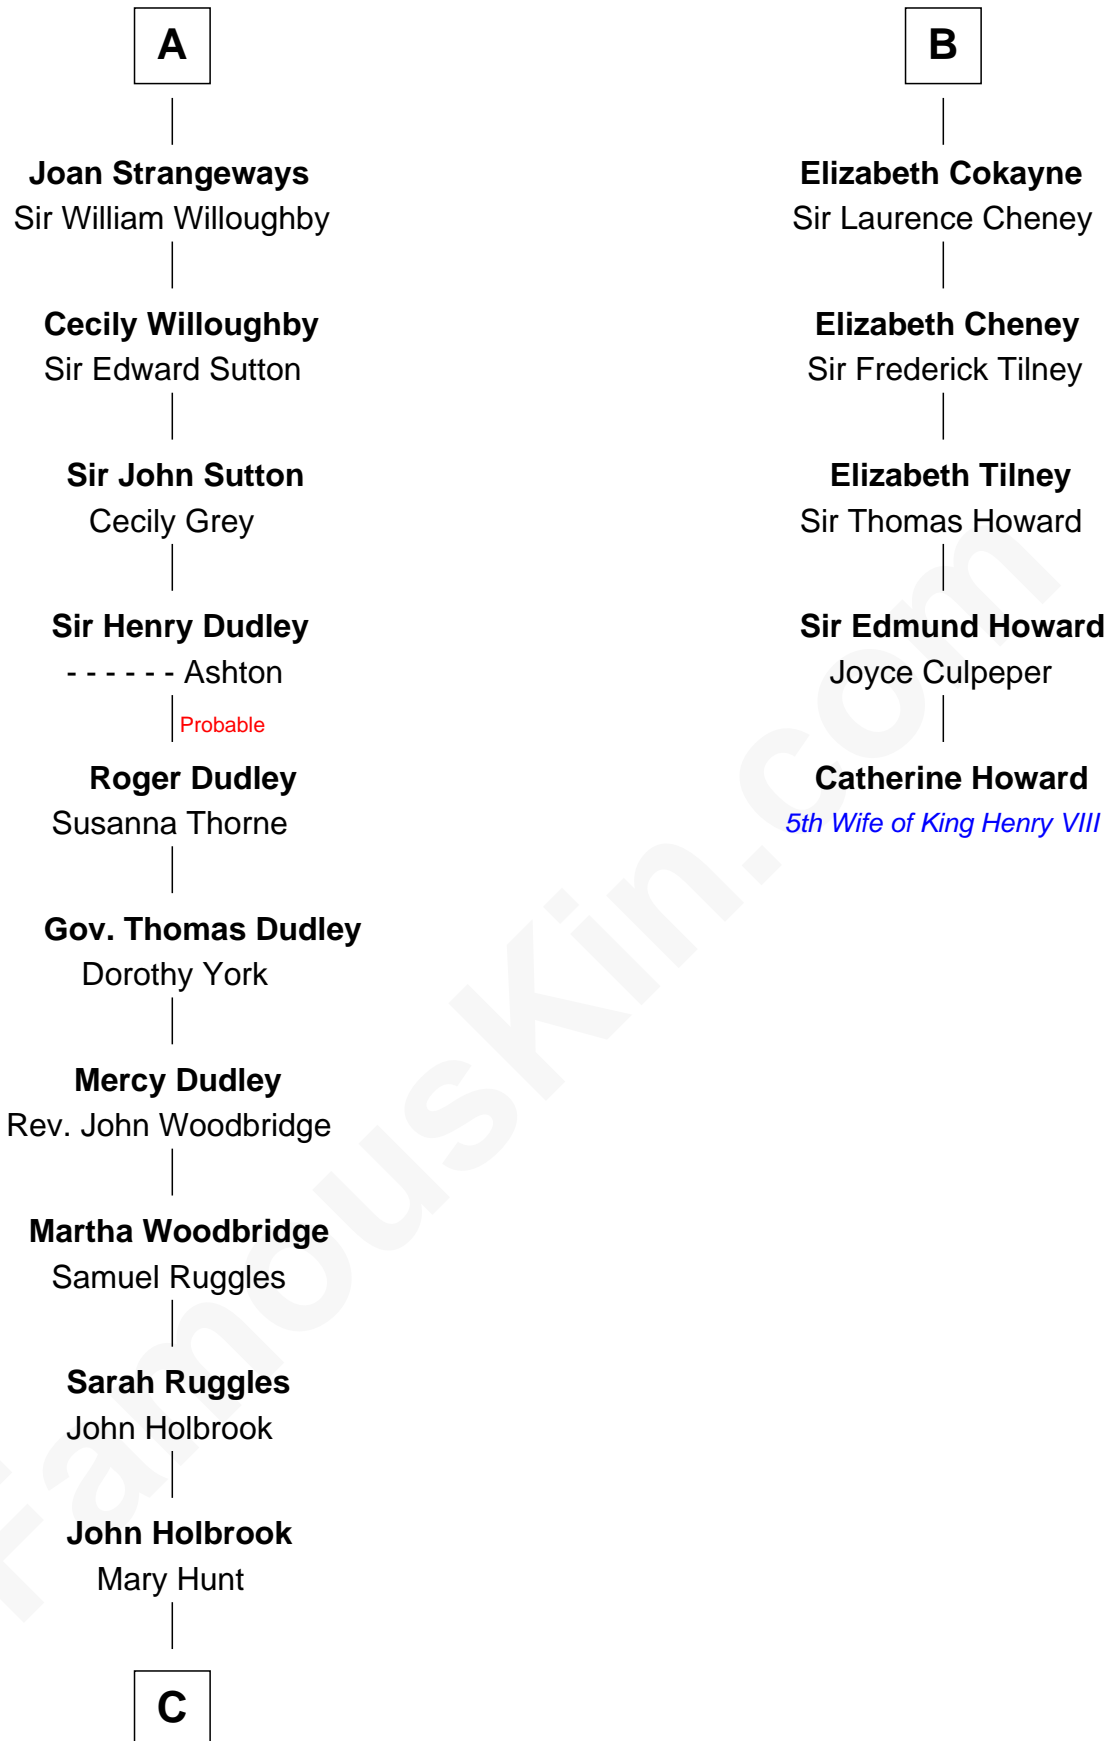 A
Joan Strangeways
Sir William Willoughby
Cecily Willoughby
Sir Edward Sutton
Sir John Sutton
Cecily Grey
Sir Henry Dudley
- - - - - - Ashton
Probable
Roger Dudley
Susanna Thorne
Gov. Thomas Dudley
Dorothy York
Mercy Dudley
Rev. John Woodbridge
Martha Woodbridge
Samuel Ruggles
Sarah Ruggles
John Holbrook
John Holbrook
Mary Hunt
C
B
Elizabeth Cokayne
Sir Laurence Cheney
Elizabeth Cheney
Sir Frederick Tilney
Elizabeth Tilney
Sir Thomas Howard
Sir Edmund Howard
Joyce Culpeper
Catherine Howard
5th Wife of King Henry VIII
FamousKin.com